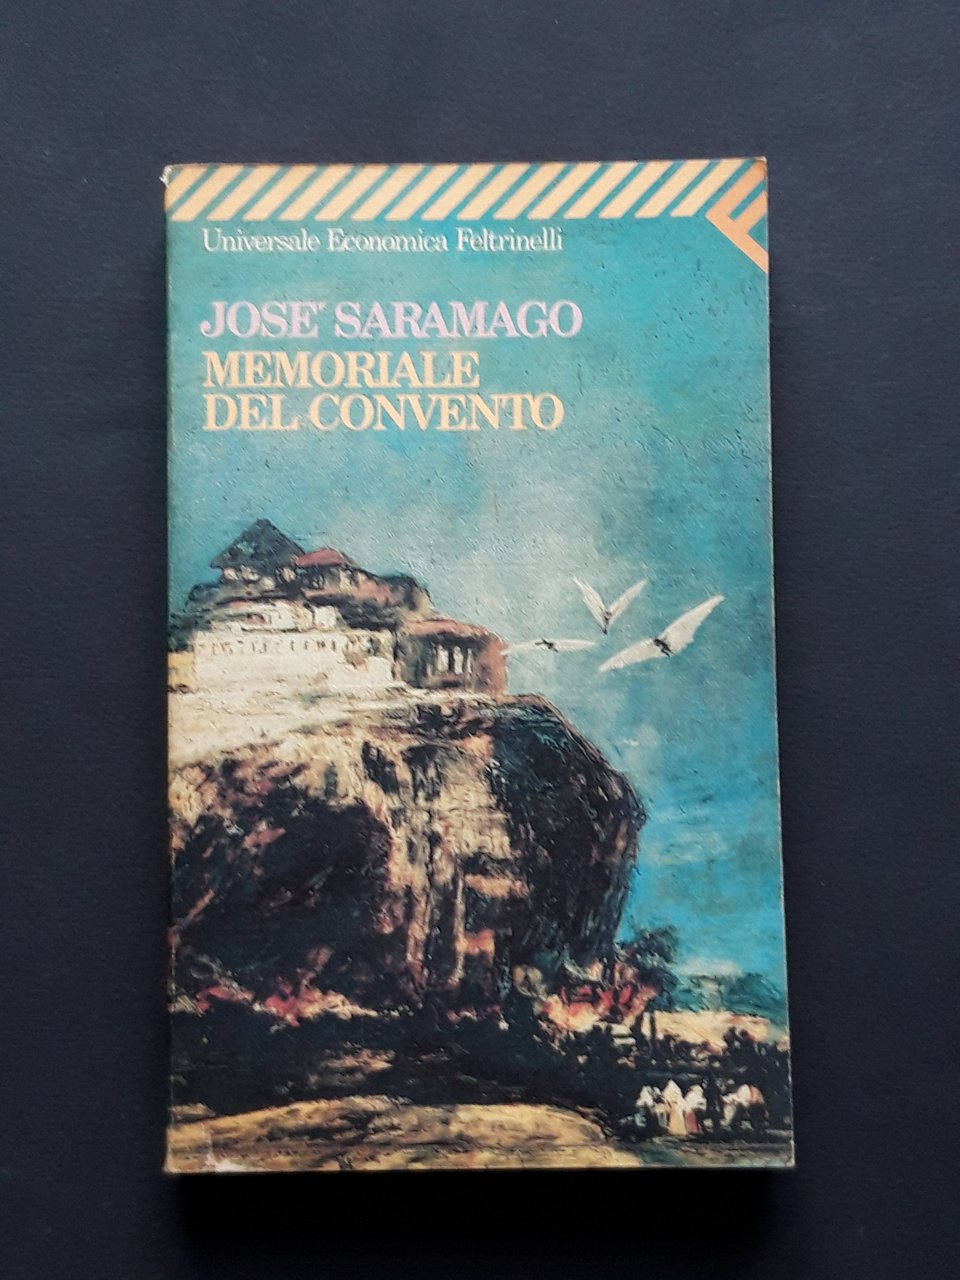 Universale Economica Feltrinelli
JOSE' SARAMAGO
MEMORIALE
DEL CONVENTO